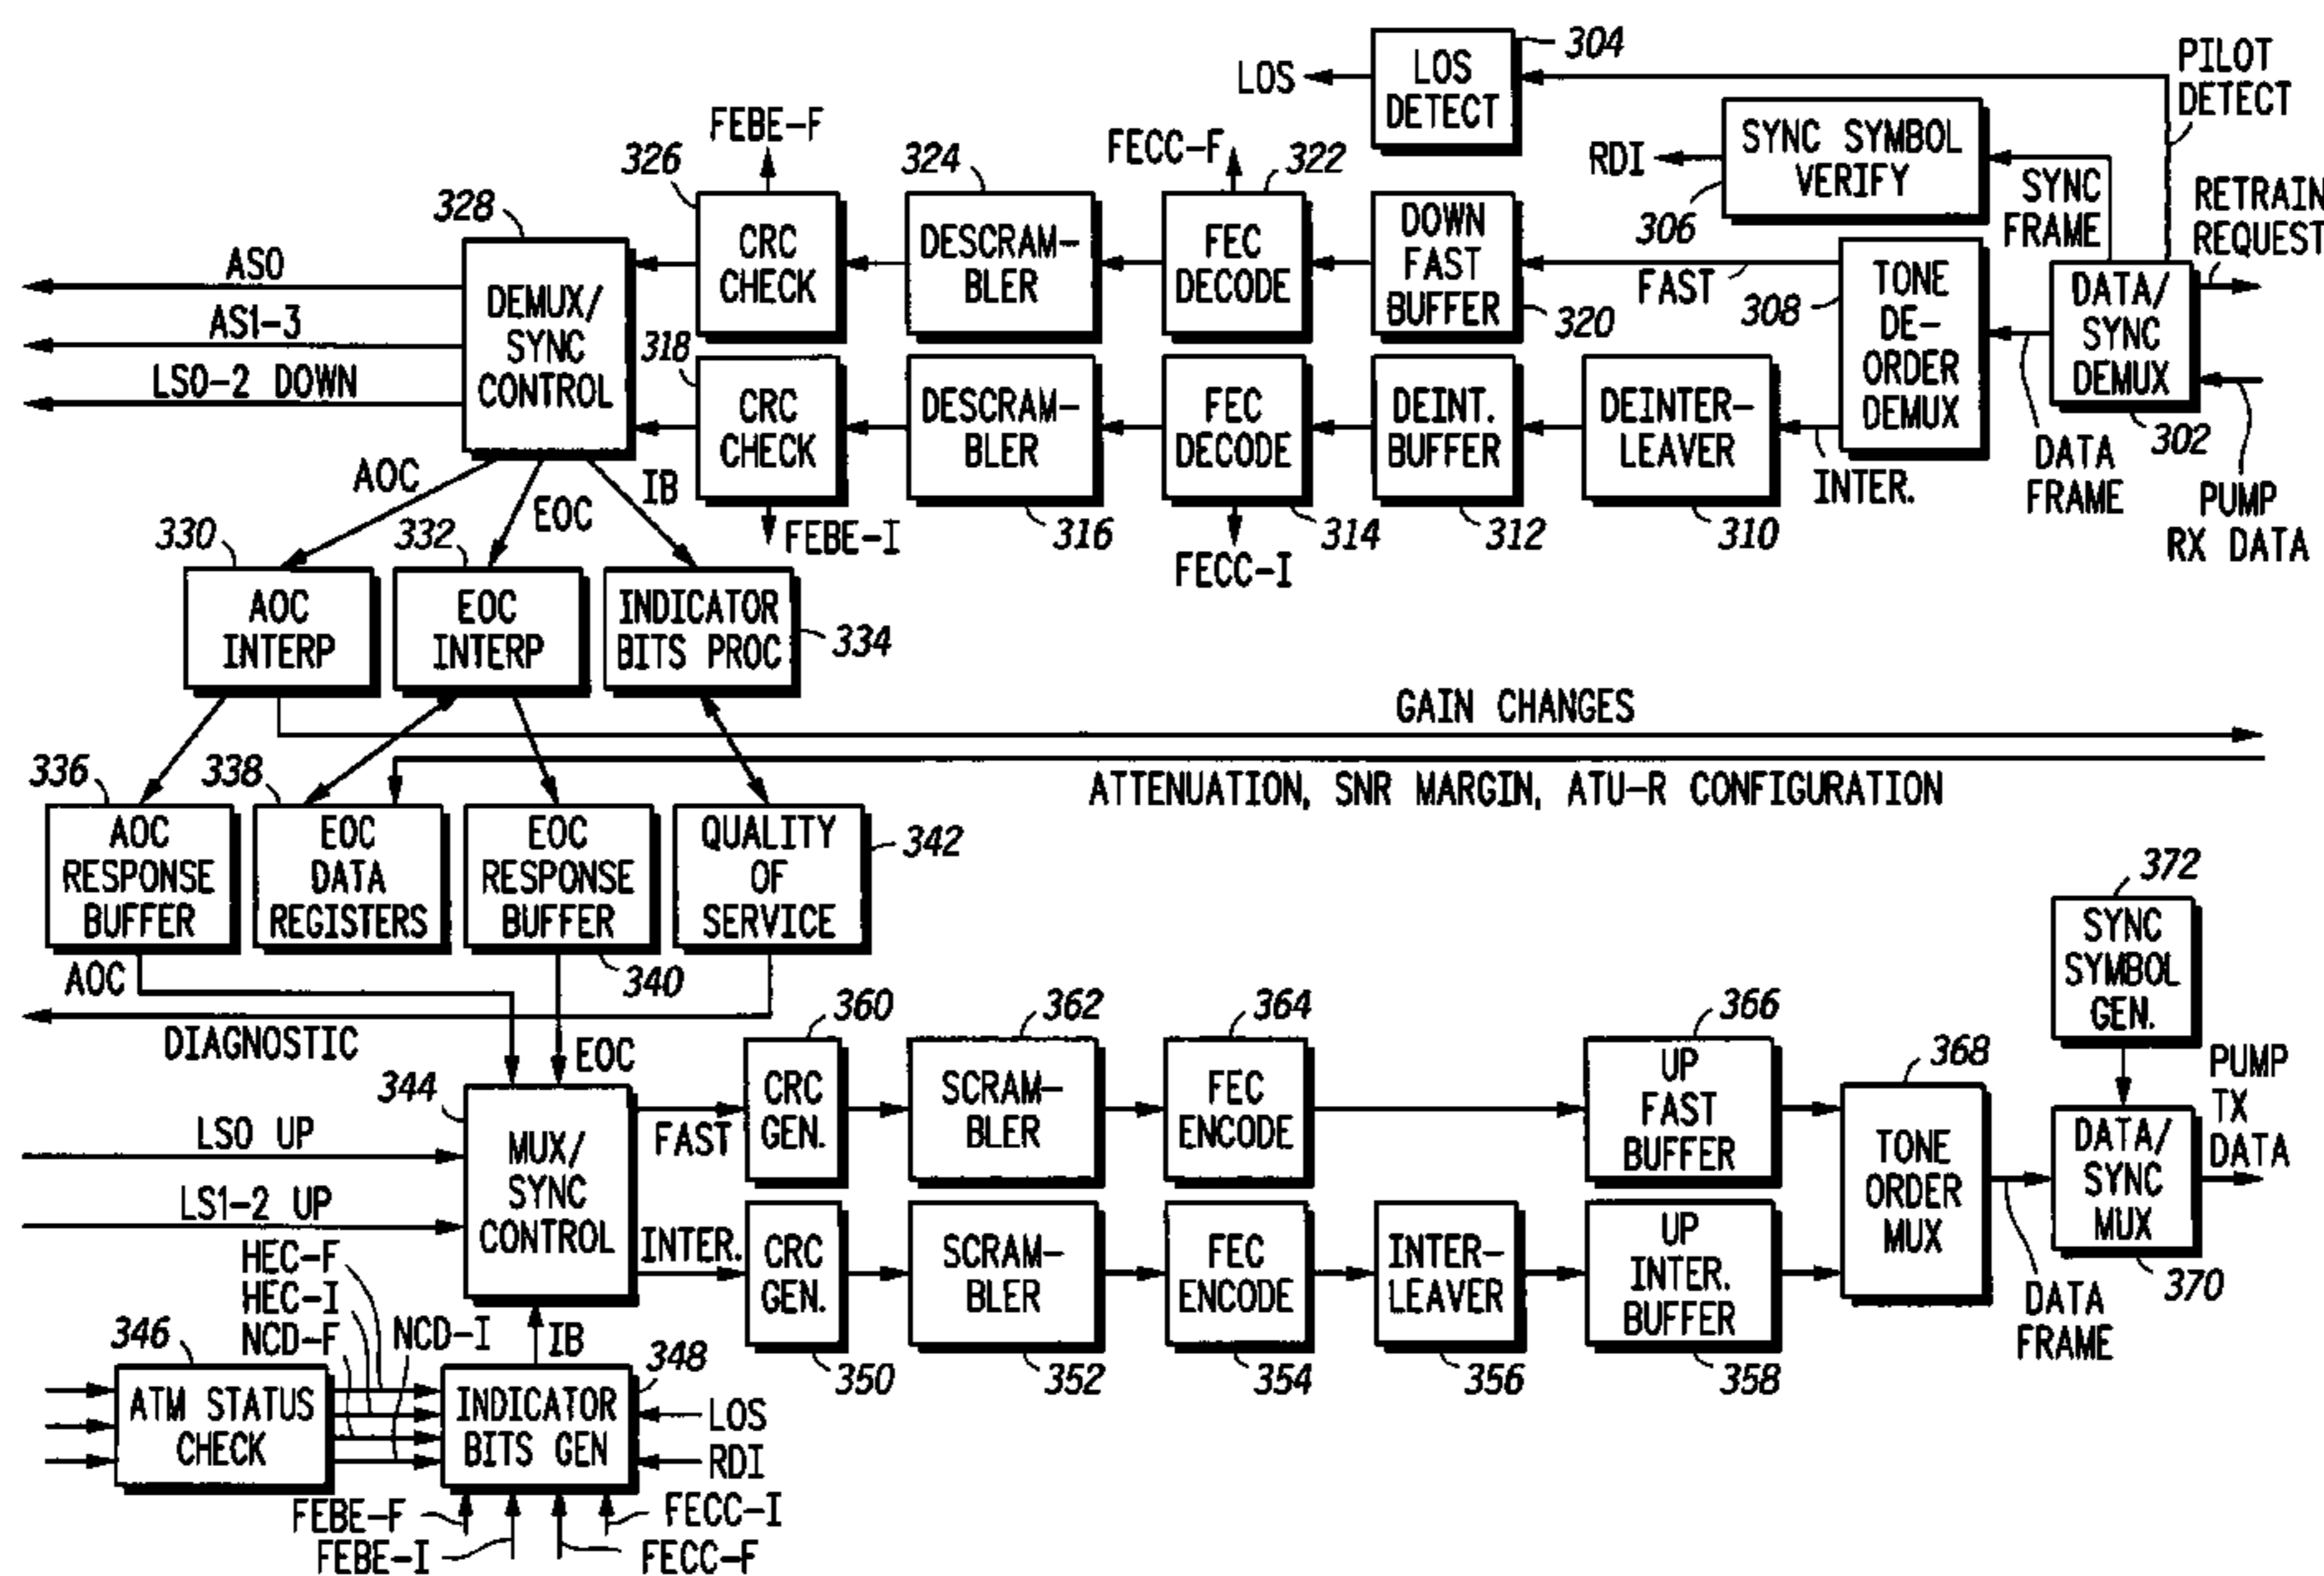 304
LOS
LOS
DETECT
PILOT
DETECT
FEBE-F
326
324
FECC-F
322
RDI
SYNC SYMBOL
VERIFY
306
SYNC
FRAME
RETRAIN
REQUEST
328
CRC
CHECK
DESCRAM-
BLER
FEC
DECODE
DOWN
FAST
BUFFER
320
FAST
308
TONE
DE-
ORDER
DEMUX
DATA/
SYNC
DEMUX
302
AS0
AS1-3
LS0-2 DOWN
DEMUX/
SYNC
CONTROL
318
CRC
CHECK
DESCRAM-
BLER
FEC
DECODE
DEINT.
BUFFER
DEINTER-
LEAVER
INTER.
DATA
FRAME
PUMP
RX DATA
AOC
EOC
IB
FEBE-I
316
FECC-I
314
312
310
330
332
AOC
INTERP
EOC
INTERP
INDICATOR
BITS PROC
334
GAIN CHANGES
336
338
ATTENUATION, SNR MARGIN, ATU-R CONFIGURATION
AOC
RESPONSE
BUFFER
EOC
DATA
REGISTERS
EOC
RESPONSE
BUFFER
QUALITY
OF
SERVICE
342
372
SYNC
SYMBOL
GEN.
AOC
340
DIAGNOSTIC
EOC
360
362
364
366
368
PUMP
TX
DATA
344
LS0 UP
LS1-2 UP
MUX/
SYNC
CONTROL
FAST
CRC
GEN.
SCRAM-
BLER
FEC
ENCODE
UP
FAST
BUFFER
TONE
ORDER
MUX
DATA/
SYNC
MUX
370
INTER.
CRC
GEN.
SCRAM-
BLER
FEC
ENCODE
INTER-
LEAVER
UP
INTER.
BUFFER
DATA
FRAME
350
352
354
356
358
HEC-F
HEC-I
NCD-F
NCD-I
IB
346
348
ATM STATUS
CHECK
INDICATOR
BITS GEN
LOS
RDI
FEBE-F
FEBE-I
FECC-I
FECC-F